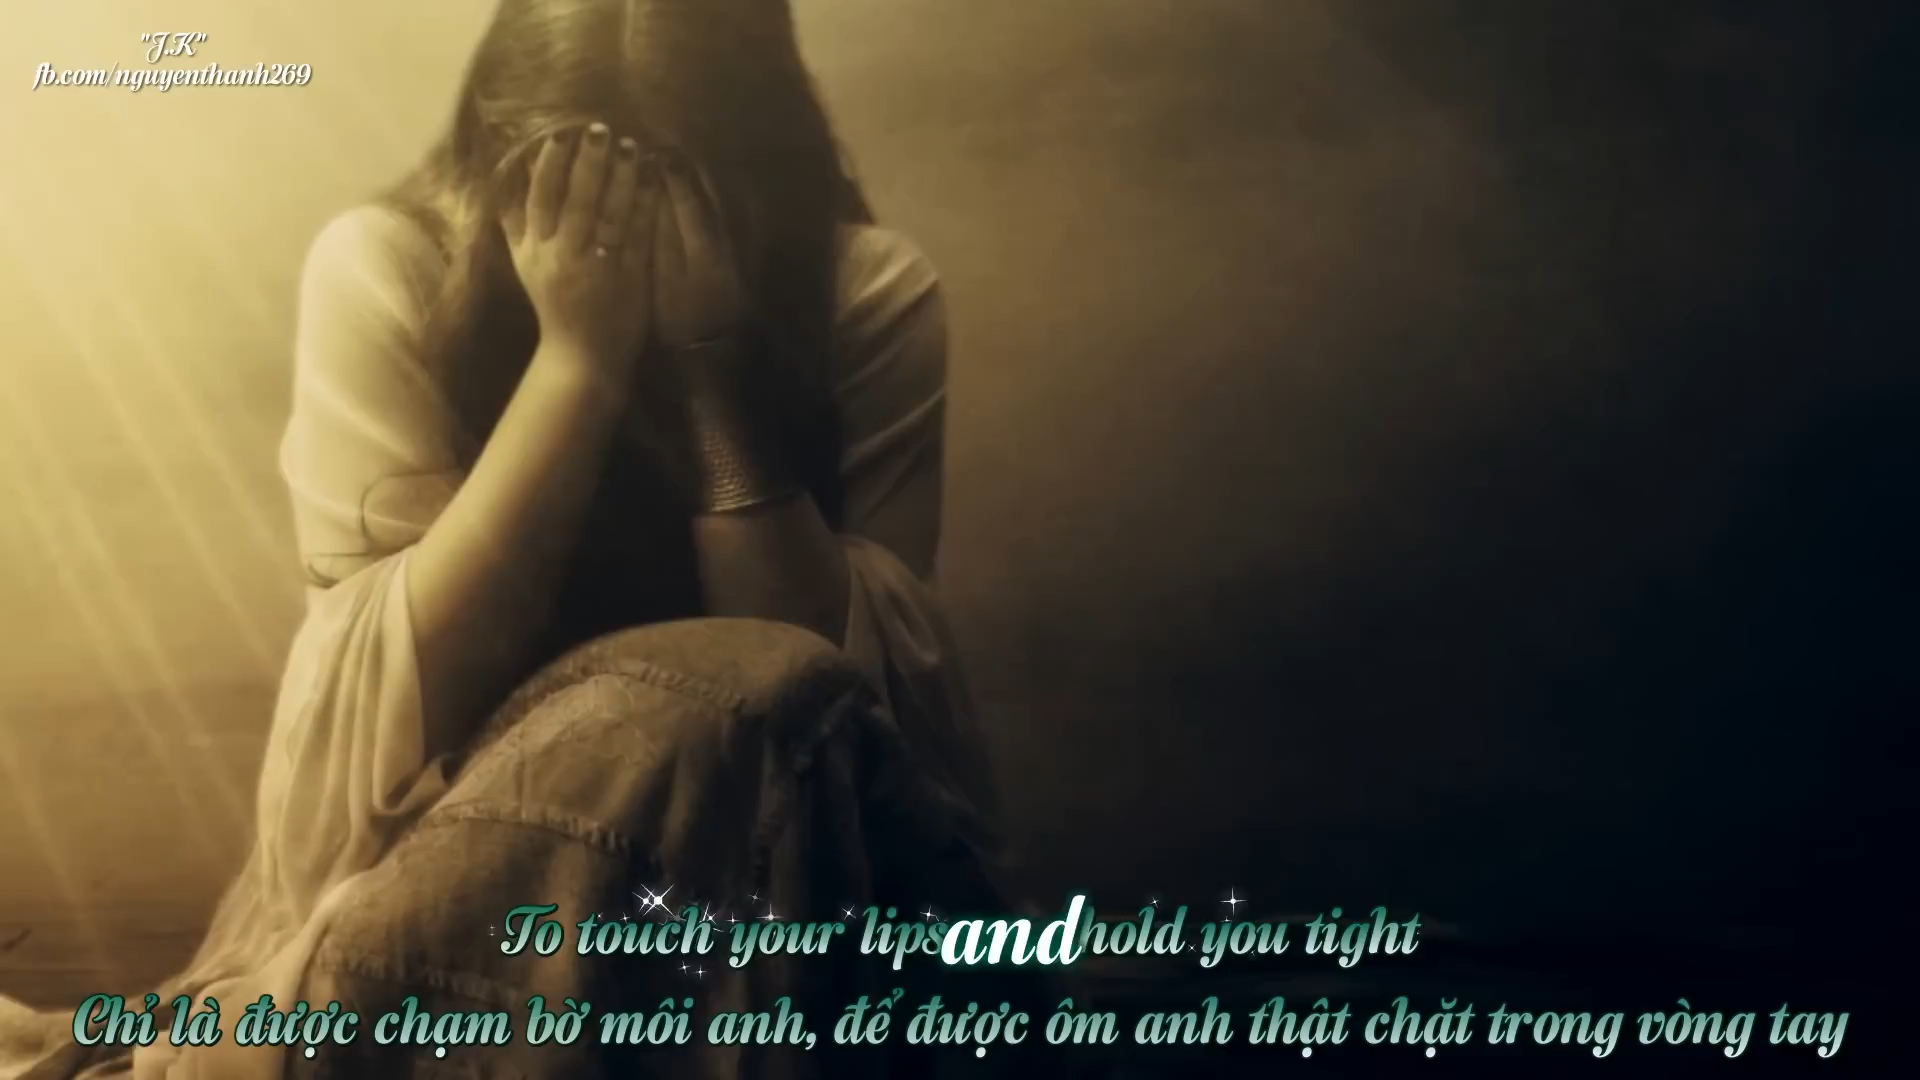 "J.K"
fb.com/nguyenthanh269
To touch your lips and hold you tight
Chỉ là được chạm bờ môi anh, để được ôm anh thật chặt trong vòng tay